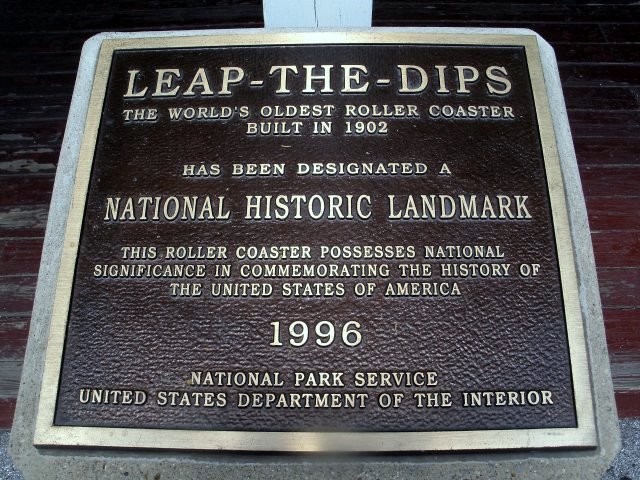 LEAP-THE-DIPS
THE WORLD'S OLDEST ROLLER COASTER
BUILT IN 1902
HAS BEEN DESIGNATED A
NATIONAL HISTORIC LANDMARK
THIS ROLLER COASTER POSSESSES NATIONAL
SIGNIFICANCE IN COMMEMORATING THE HISTORY OF
THE UNITED STATES OF AMERICA
1996
NATIONAL PARK SERVICE
UNITED STATES DEPARTMENT OF THE INTERIOR